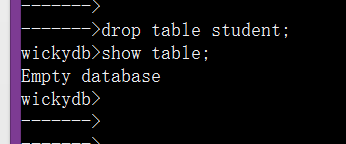 ------->
------->drop table student;
wickydb>show table;
Empty database
wickydb>
------->
------->